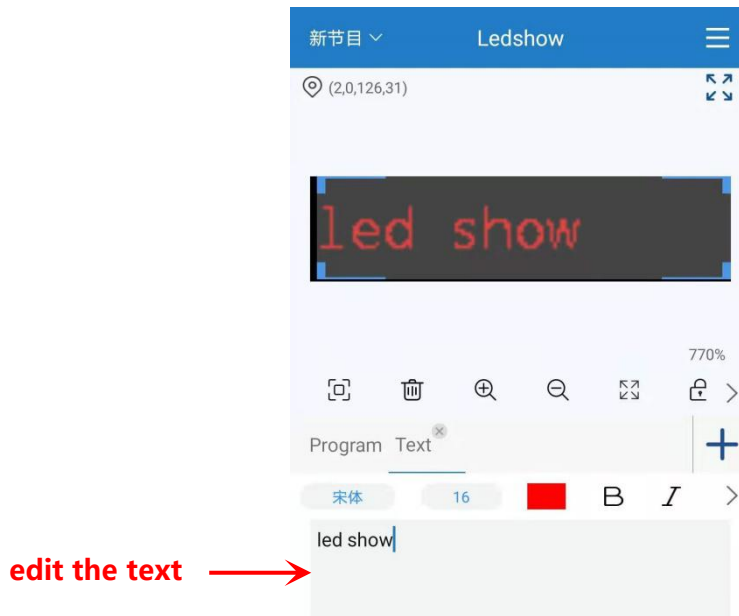 新节目 Ledshow
(2,0,126,31)
led show
770%
Program Text
宋体 16 B I
led show
edit the text